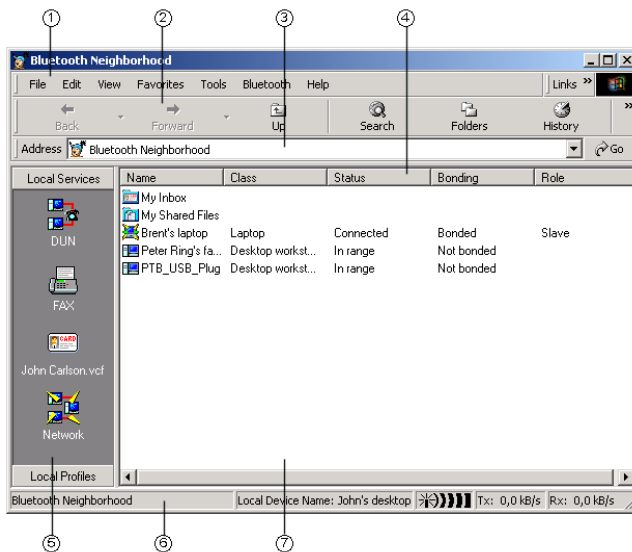 1 2 3 4
Bluetooth Neighborhood
File Edit View Favorites Tools Bluetooth Help Links »
Back Forward Up Search Folders History »
Address Bluetooth Neighborhood Go
Local Services
DUN
FAX
CARD
John Carlson.vcf
Network
Local Profiles
Name Class Status Bonding Role
My Inbox
My Shared Files
Brent's laptop Laptop Connected Bonded Slave
Peter Ring's fa... Desktop workst... In range Not bonded
PTB_USB_Plug Desktop workst... In range Not bonded
Bluetooth Neighborhood Local Device Name: John's desktop Tx: 0,0 kB/s Rx: 0,0 kB/s
5 6 7